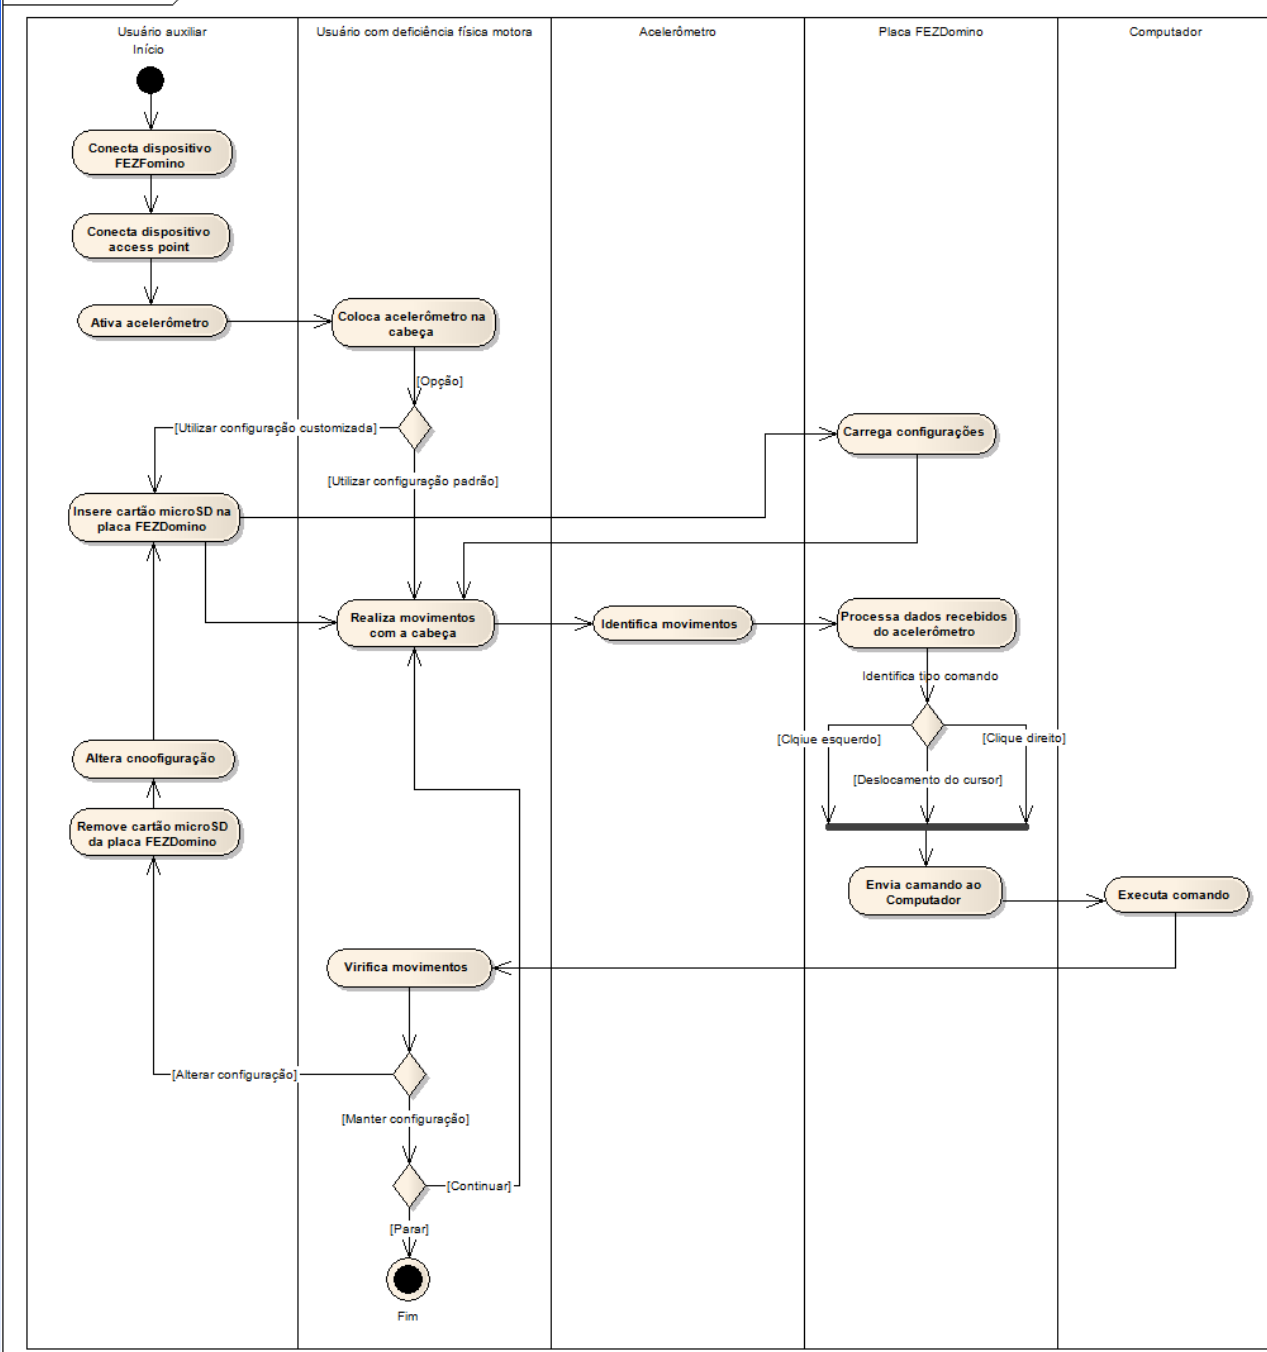 Usuário auxiliar
Usuário com deficiência física motora
Acelerômetro
Placa FEZDomino
Computador
Início
Conecta dispositivo
FEZFomino
Conecta dispositivo
access point
Ativa acelerômetro
Coloca acelerômetro na
cabeça
[Opção]
[Utilizar configuração customizada]
Carrega configurações
[Utilizar configuração padrão]
Insere cartão microSD na
placa FEZDomino
Realiza movimentos
com a cabeça
Identifica movimentos
Processa dados recebidos
do acelerômetro
Identifica tipo comando
[Clqiue esquerdo]
[Clique direito]
[Deslocamento do cursor]
Altera cnoofiguração
Remove cartão microSD
da placa FEZDomino
Envia camando ao
Computador
Executa comando
Virifica movimentos
[Alterar configuração]
[Manter configuração]
[Continuar]
[Parar]
Fim